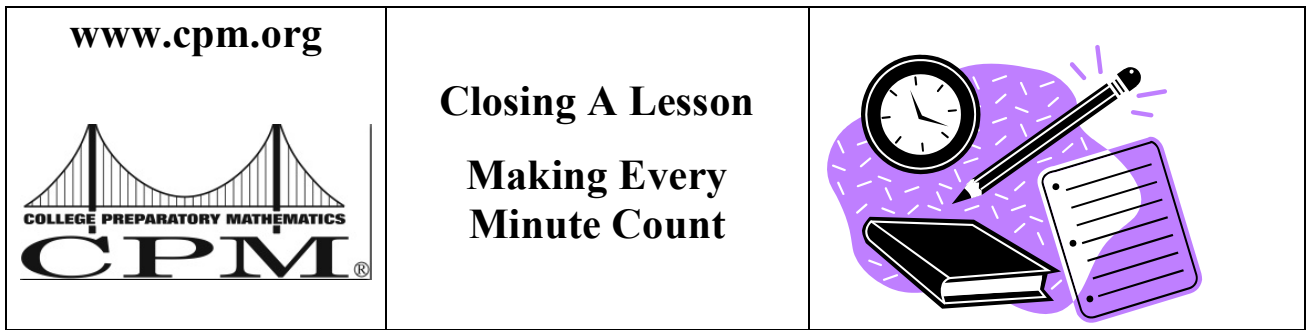 www.cpm.org
COLLEGE PREPARATORY MATHEMATICS
CPM®
Closing A Lesson
Making Every
Minute Count